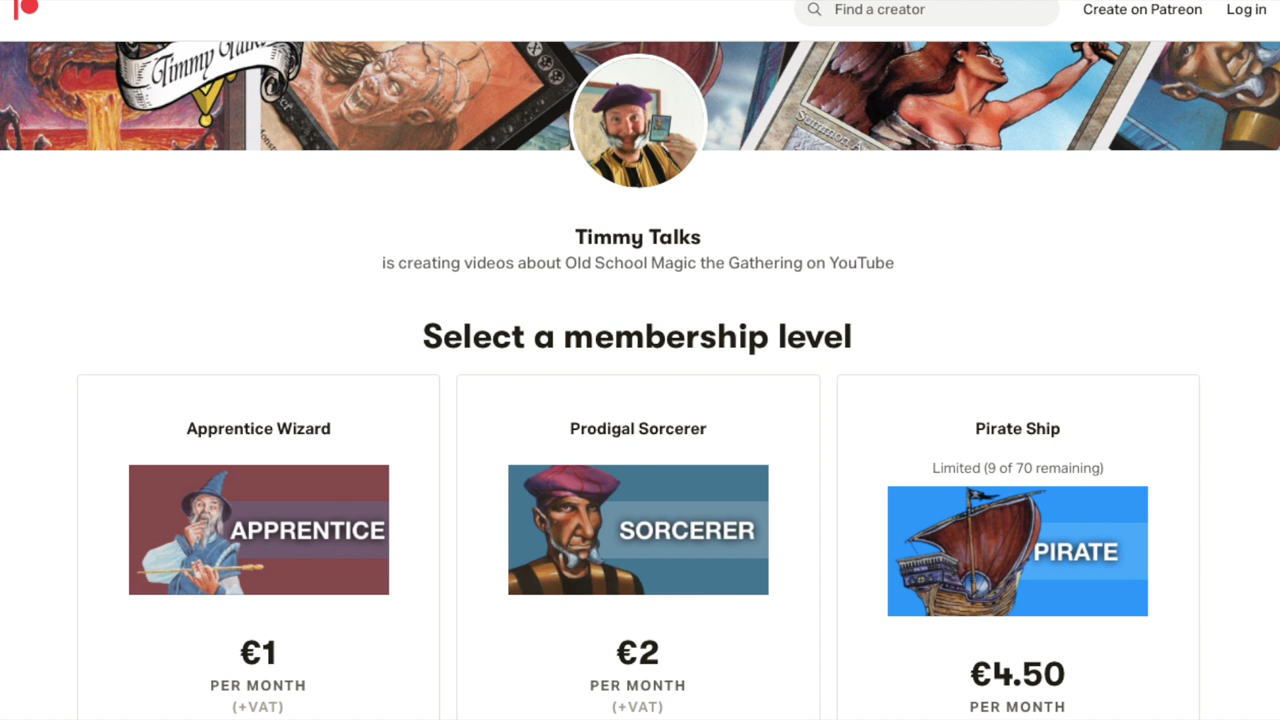 Find a creator
Create on Patreon
Log in
Timmy Talks
Summon A
Timmy Talks
is creating videos about Old School Magic the Gathering on YouTube
Select a membership level
Apprentice Wizard
Prodigal Sorcerer
Pirate Ship
Limited (9 of 70 remaining)
APPRENTICE
SORCERER
PIRATE
€1
€2
€4.50
PER MONTH
PER MONTH
PER MONTH
(+VAT)
(+VAT)